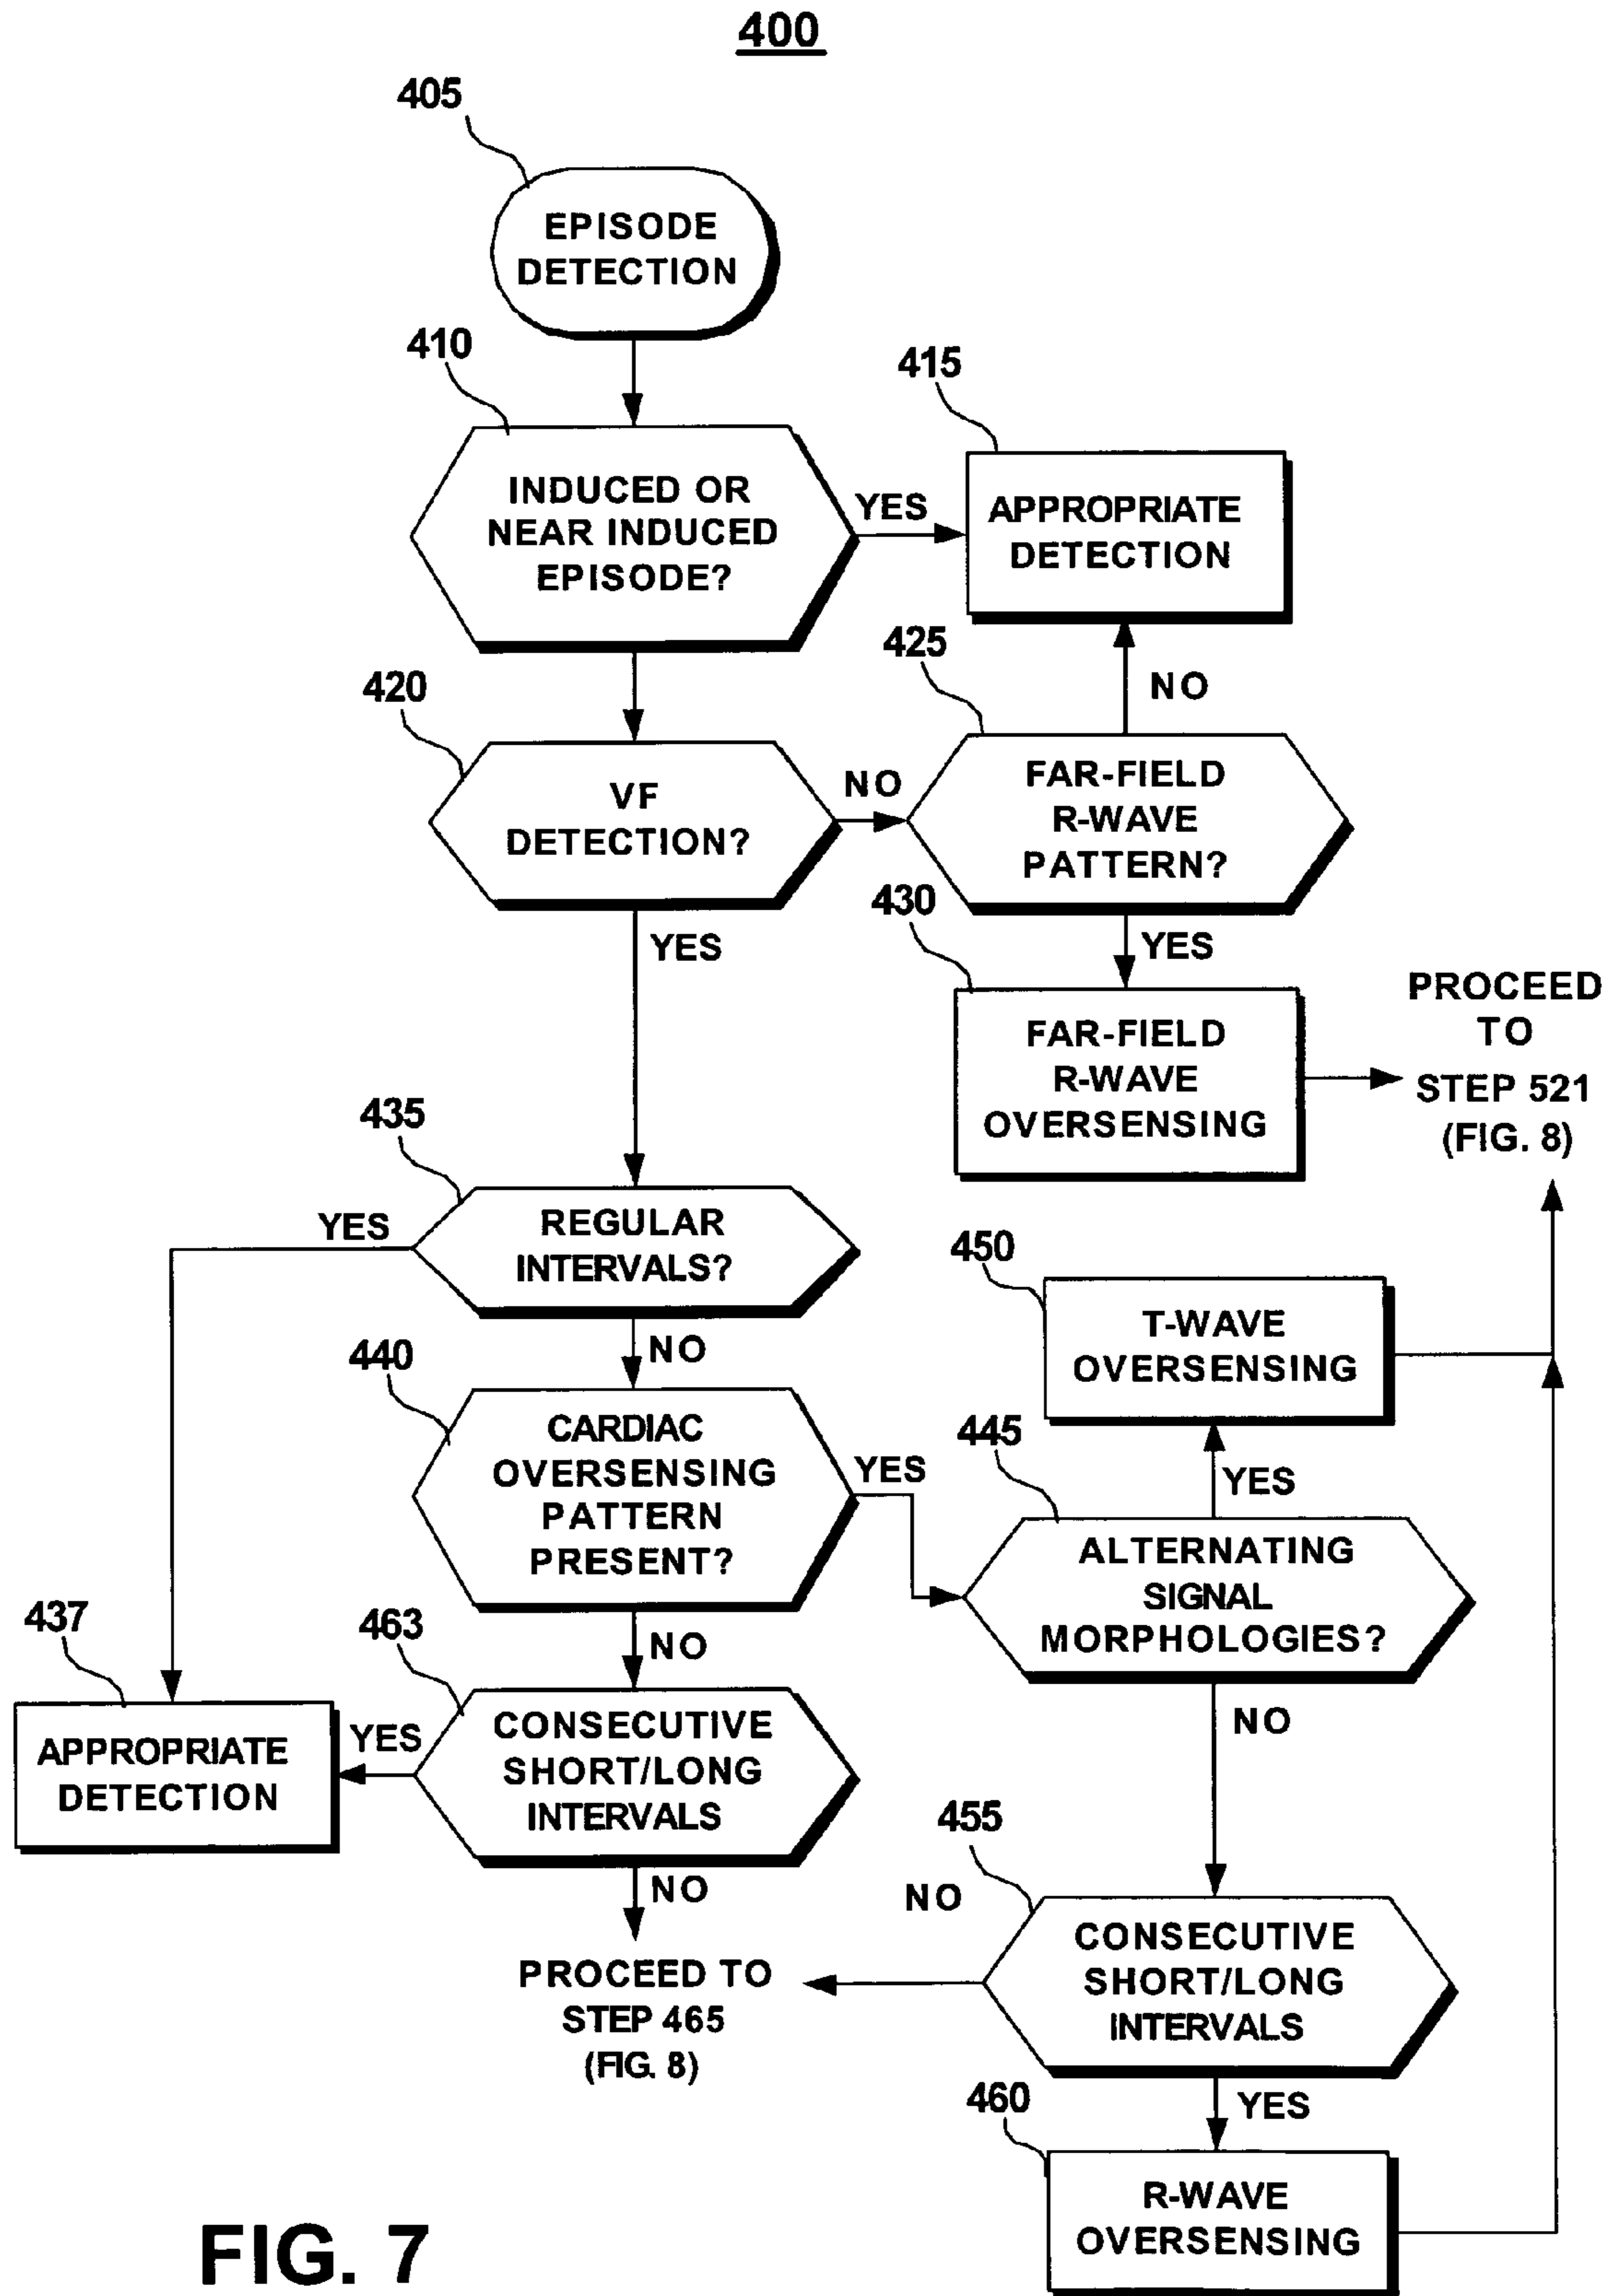 400
405
EPISODE
DETECTION
410
INDUCED OR
NEAR INDUCED
EPISODE?
YES
415
APPROPRIATE
DETECTION
420
VF
DETECTION?
NO
425
NO
FAR-FIELD
R-WAVE
PATTERN?
YES
430
YES
FAR-FIELD
R-WAVE
OVERSENSING
PROCEED
TO
STEP 521
(FIG. 8)
435
YES
REGULAR
INTERVALS?
NO
450
T-WAVE
OVERSENSING
440
CARDIAC
OVERSENSING
PATTERN
PRESENT?
YES
445
YES
ALTERNATING
SIGNAL
MORPHOLOGIES?
NO
437
APPROPRIATE
DETECTION
463
NO
YES
CONSECUTIVE
SHORT/LONG
INTERVALS
NO
PROCEED TO
STEP 465
(FIG. 8)
455
NO
CONSECUTIVE
SHORT/LONG
INTERVALS
YES
460
R-WAVE
OVERSENSING
FIG. 7